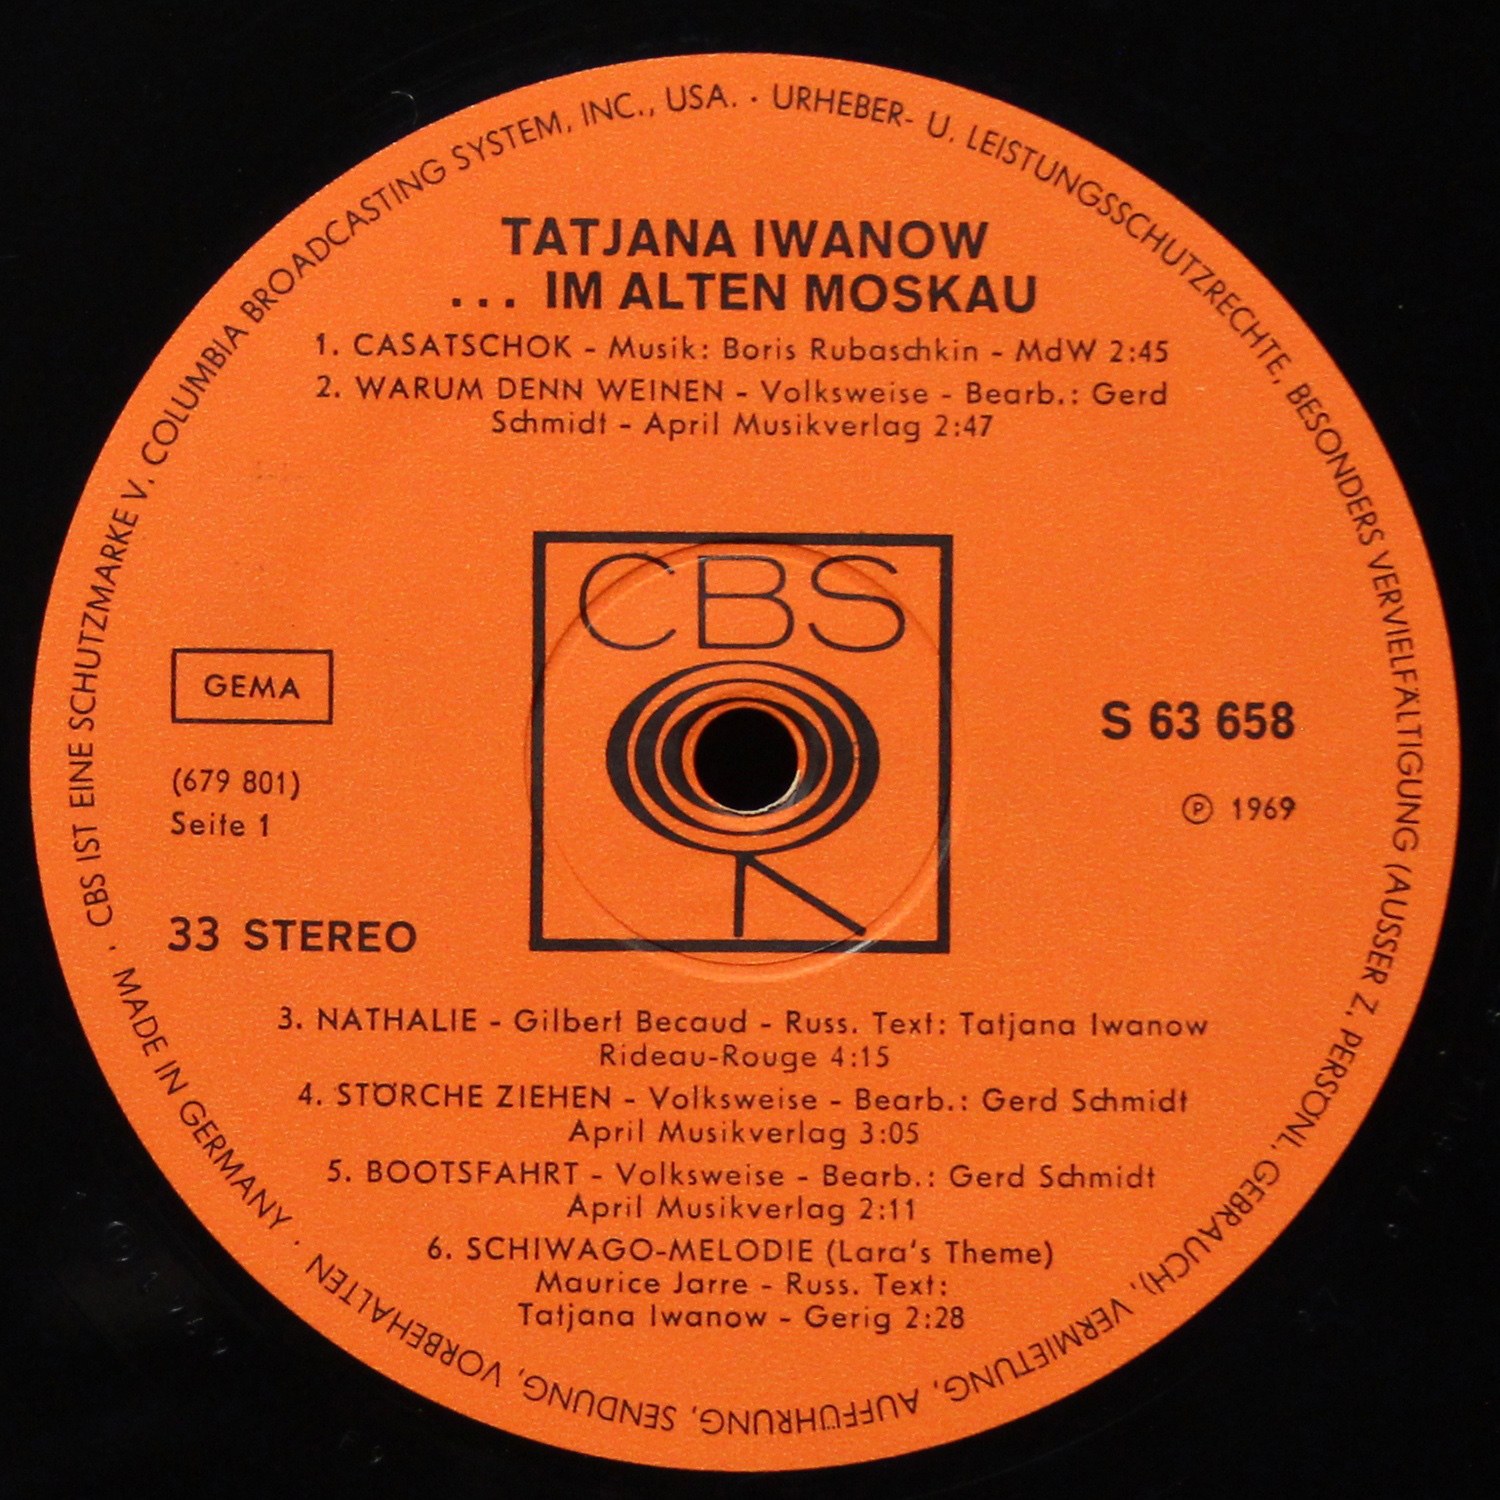 TATJANA IWANOW
... IM ALTEN MOSKAU
1. CASATSCHOK - Musik: Boris Rubaschkin - MdW 2:45
2. WARUM DENN WEINEN - Volksweise - Bearb.: Gerd
Schmidt - April Musikverlag 2:47
CBS
GEMA
(679 801)
Seite 1
33 STEREO
S 63 658
Ⓟ 1969
3. NATHALIE - Gilbert Becaud - Russ. Text: Tatjana Iwanow
Rideau-Rouge 4:15
4. STÖRCHE ZIEHEN - Volksweise - Bearb.: Gerd Schmidt
April Musikverlag 3:05
5. BOOTSFAHRT - Volksweise - Bearb.: Gerd Schmidt
April Musikverlag 2:11
6. SCHIWAGO-MELODIE (Lara's Theme)
Maurice Jarre - Russ. Text:
Tatjana Iwanow - Gerig 2:28
· CBS IST EINE SCHUTZMARKE V. COLUMBIA BROADCASTING SYSTEM, INC., USA. · URHEBER- U. LEISTUNGSSCHUTZRECHTE, BESONDERS VERVIELFÄLTIGUNG (AUSSER Z. PERSÖNL. GEBRAUCH), VERMIETUNG, AUFFÜHRUNG, SENDUNG, VORBEHALTEN · MADE IN GERMANY